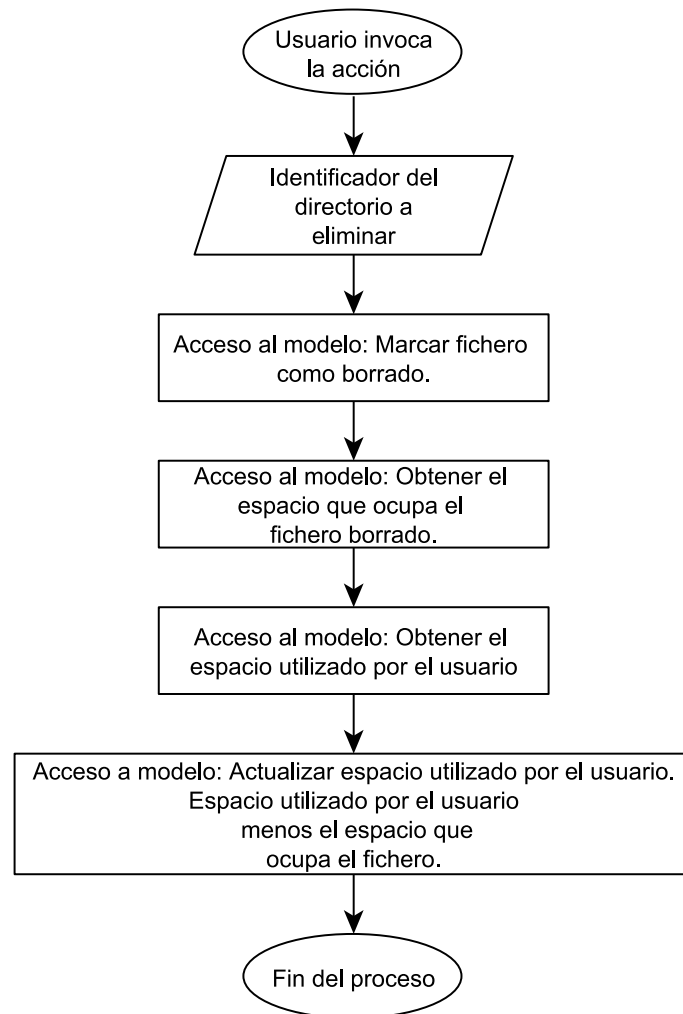 Usuario invoca
la acción
Identificador del
directorio a
eliminar
Acceso al modelo: Marcar fichero
como borrado.
Acceso al modelo: Obtener el
espacio que ocupa el
fichero borrado.
Acceso al modelo: Obtener el
espacio utilizado por el usuario
Acceso a modelo: Actualizar espacio utilizado por el usuario.
Espacio utilizado por el usuario
menos el espacio que
ocupa el fichero.
Fin del proceso